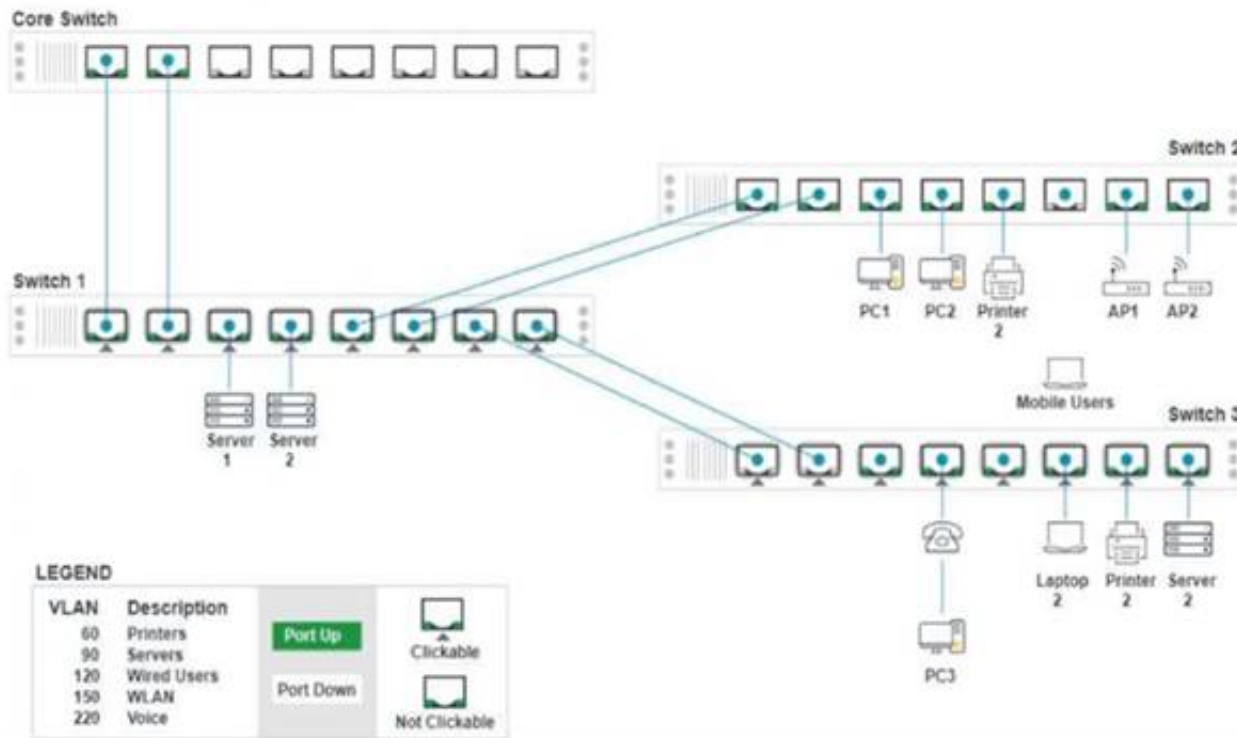 Core Switch
Switch 2
PC1
PC2
Printer
2
AP1
AP2
Switch 1
Server
1
Server
2
Mobile Users
Switch 3
Laptop
2
Printer
2
Server
2
PC3
LEGEND
VLAN Description
60 Printers
90 Servers
120 Wired Users
150 WLAN
220 Voice
Port Up
Port Down
Clickable
Not Clickable